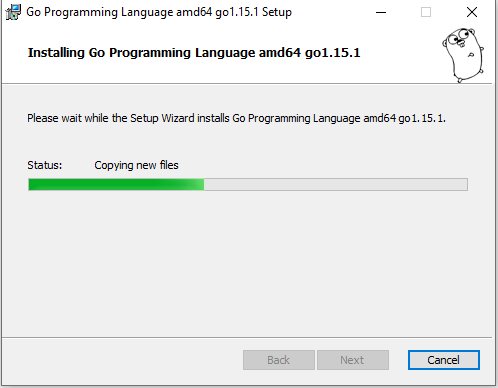 Go Programming Language amd64 go1.15.1 Setup
Installing Go Programming Language amd64 go1.15.1
Please wait while the Setup Wizard installs Go Programming Language amd64 go1.15.1.
Status: Copying new files
Back Next Cancel